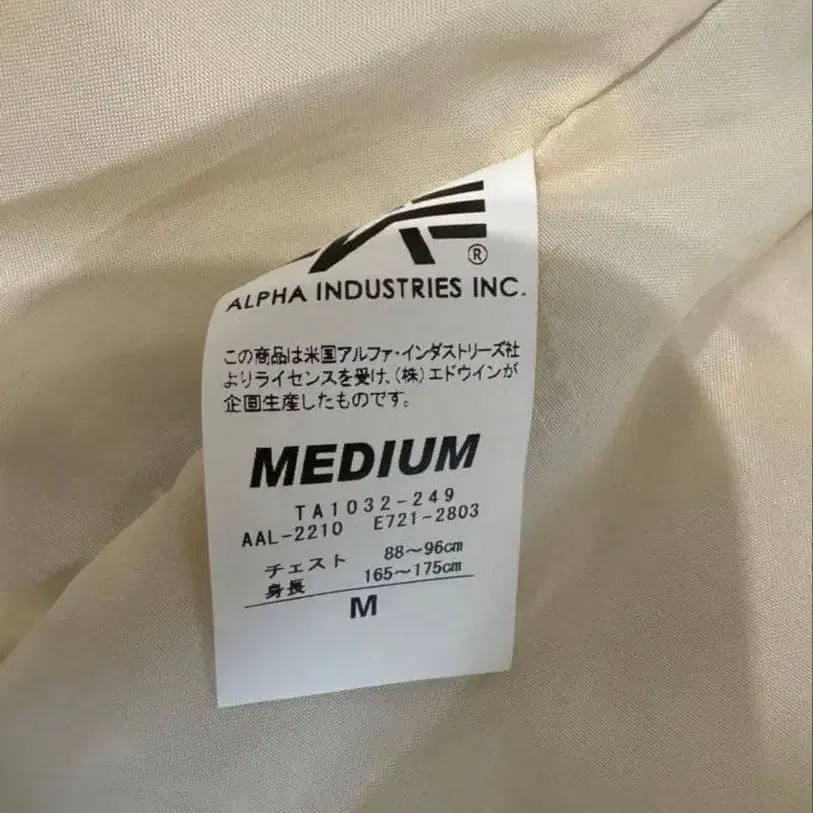 ®
ALPHA INDUSTRIES INC.
この商品は米国アルファ・インダストリーズ社
よりライセンスを受け、(株)エドウインが
企画生産したものです。
MEDIUM
TA1032-249
AAL-2210 E721-2803
チェスト 88～96cm
身長 165～175cm
M